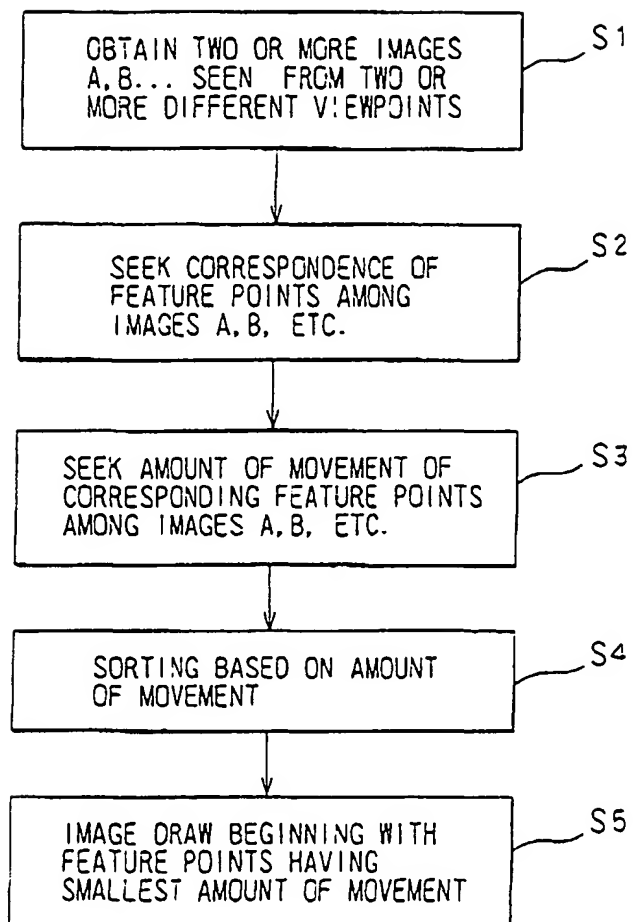 OBTAIN TWO OR MORE IMAGES
A,B... SEEN FROM TWO OR
MORE DIFFERENT VIEWPOINTS
S1
SEEK CORRESPONDENCE OF
FEATURE POINTS AMONG
IMAGES A,B, ETC.
S2
SEEK AMOUNT OF MOVEMENT OF
CORRESPONDING FEATURE POINTS
AMONG IMAGES A,B, ETC.
S3
SORTING BASED ON AMOUNT
OF MOVEMENT
S4
IMAGE DRAW BEGINNING WITH
FEATURE POINTS HAVING
SMALLEST AMOUNT OF MOVEMENT
S5